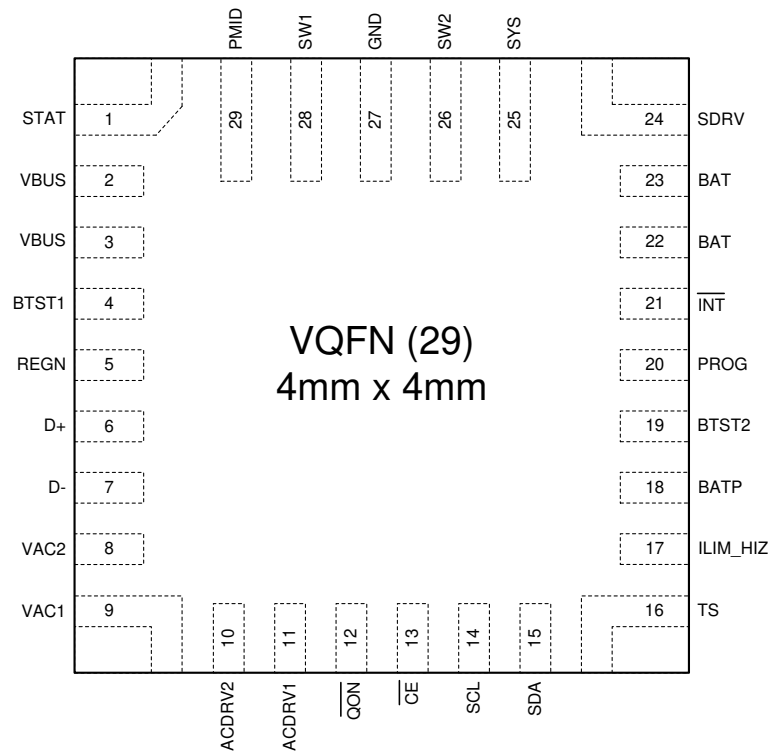 PMID
SW1
GND
SW2
SYS
29
28
27
26
25
STAT 1
24 SDRV
VBUS 2
23 BAT
VBUS 3
22 BAT
BTST1 4
21 INT
REGN 5
20 PROG
D+ 6
19 BTST2
D- 7
18 BATP
VAC2 8
17 ILIM_HIZ
VAC1 9
16 TS
VQFN (29)
4mm x 4mm
10
11
12
13
14
15
ACDRV2
ACDRV1
QON
CE
SCL
SDA